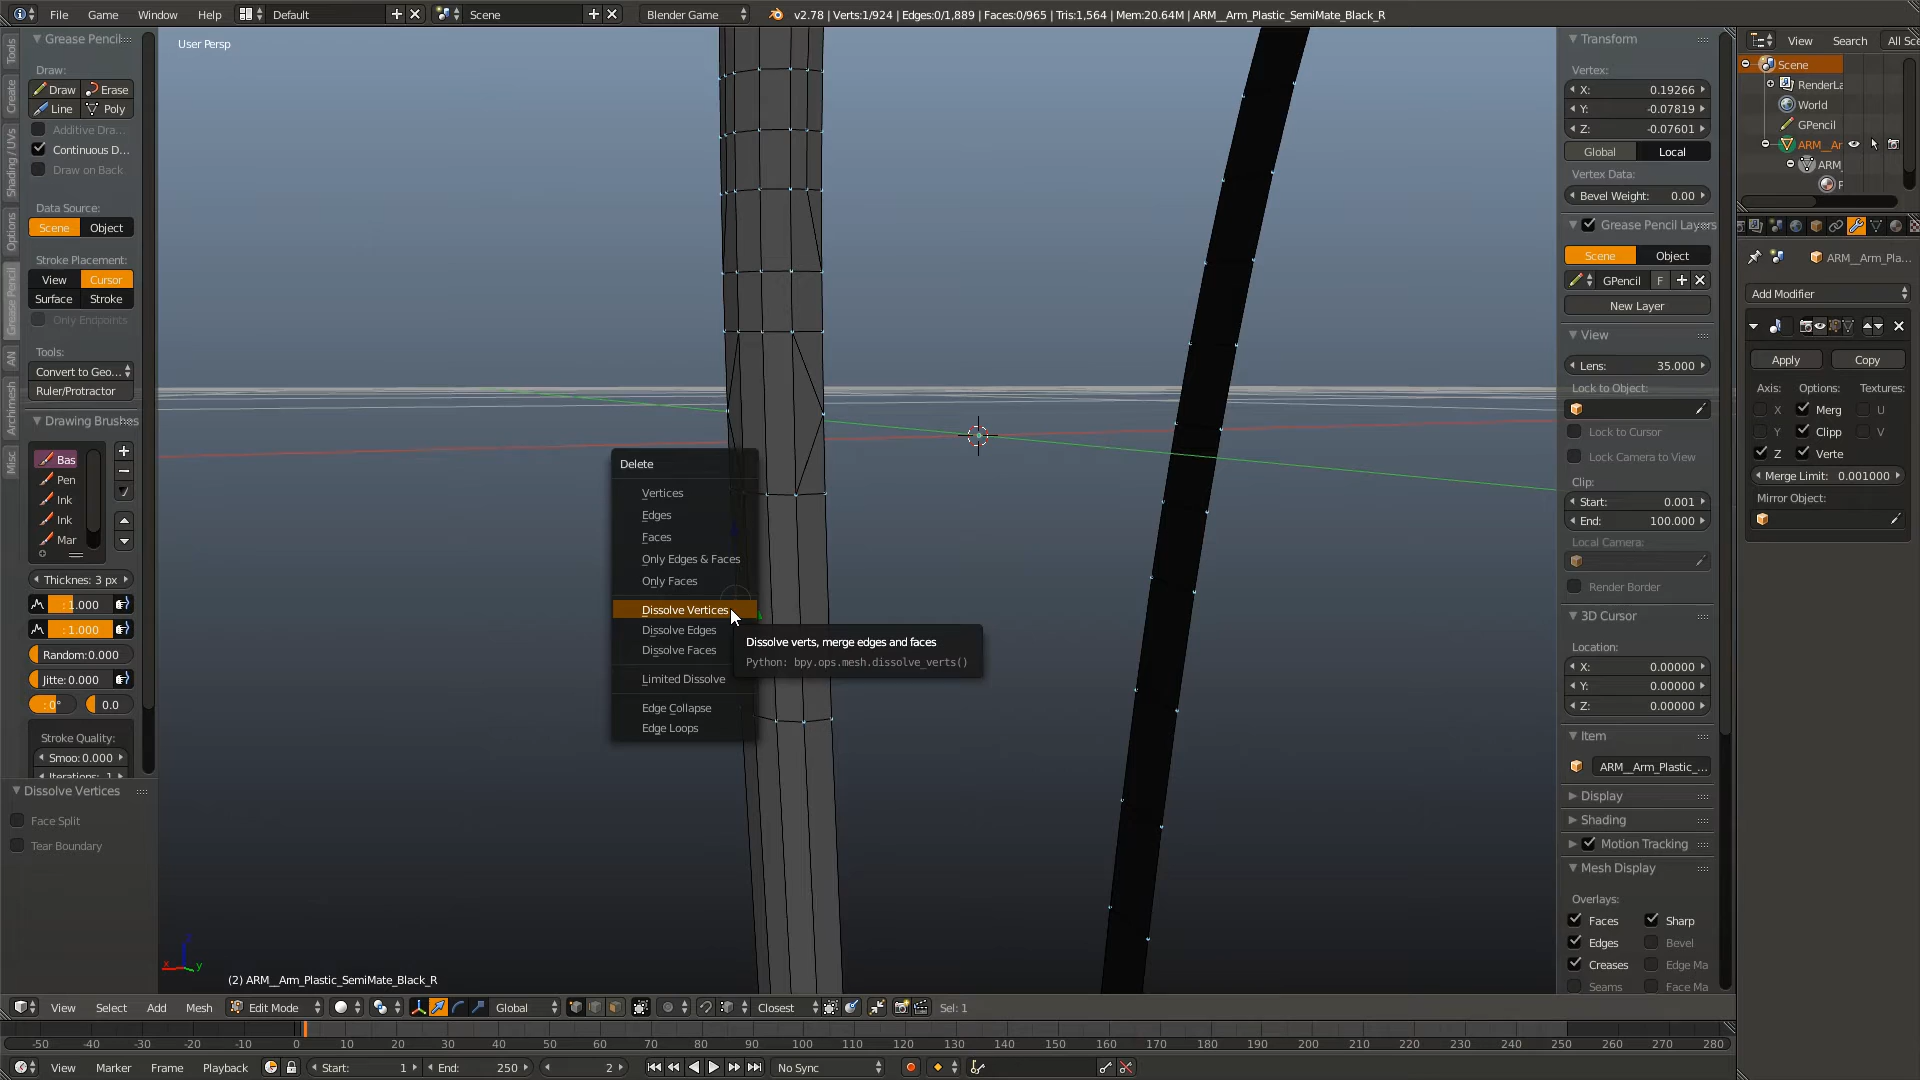 File Game Window Help Default Scene Blender Game v2.78 | Verts:1/924 | Edges:0/1,889 | Faces:0/965 | Tris:1,564 | Mem:20.64M | ARM__Arm_Plastic_SemiMate_Black_R
Tools
Create
Shading / UVs
Options
Grease Pencil
AN
Archimesh
Misc
Grease Pencil
Draw:
Draw Erase
Line Poly
Additive Dra...
Continuous D...
Draw on Back
Data Source:
Scene Object
Stroke Placement:
View Cursor
Surface Stroke
Only Endpoints
Tools:
Convert to Geo...
Ruler/Protractor
Drawing Brushes
Bas
Pen
Ink
Ink
Mar
Thicknes: 3 px
: 1.000
: 1.000
Random:0.000
Jitte: 0.000
: 0° 0.0
Stroke Quality:
Smoo: 0.000
Iterations: 1
Dissolve Vertices
Face Split
Tear Boundary
User Persp
Delete
Vertices
Edges
Faces
Only Edges & Faces
Only Faces
Dissolve Vertices
Dissolve Edges
Dissolve Faces
Limited Dissolve
Edge Collapse
Edge Loops
Dissolve verts, merge edges and faces
Python: bpy.ops.mesh.dissolve_verts()
x y
(2) ARM__Arm_Plastic_SemiMate_Black_R
Transform
Vertex:
X: 0.19266
Y: -0.07819
Z: -0.07601
Global Local
Vertex Data:
Bevel Weight: 0.00
Grease Pencil Layers
Scene Object
GPencil F
New Layer
View
Lens: 35.000
Lock to Object:
Lock to Cursor
Lock Camera to View
Clip:
Start: 0.001
End: 100.000
Local Camera:
Render Border
3D Cursor
Location:
X: 0.00000
Y: 0.00000
Z: 0.00000
Item
ARM__Arm_Plastic_...
Display
Shading
Motion Tracking
Mesh Display
Overlays:
Faces Sharp
Edges Bevel
Creases Edge Ma
Seams Face Ma
View Search All Sce
Scene
RenderLa
World
GPencil
ARM__Ar
ARM_
ARM__Arm_Pla...
Add Modifier
Apply Copy
Axis: Options: Textures:
X Merg U
Y Clipp V
Z Verte
Merge Limit: 0.001000
Mirror Object:
View Select Add Mesh Edit Mode Global Closest Sel: 1
-50 -40 -30 -20 -10 0 10 20 30 40 50 60 70 80 90 100 110 120 130 140 150 160 170 180 190 200 210 220 230 240 250 260 270 280
View Marker Frame Playback Start: 1 End: 250 2 No Sync